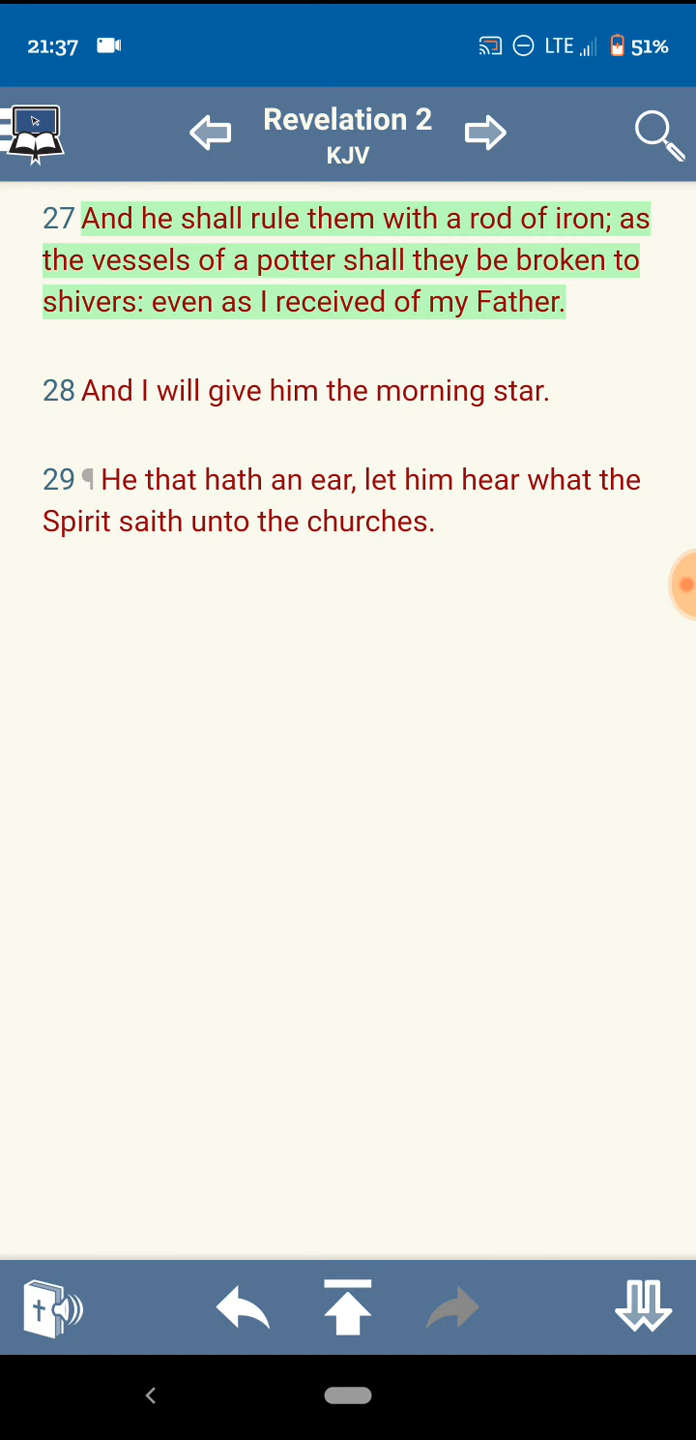 21:37 LTE 51%
Revelation 2
KJV
27 And he shall rule them with a rod of iron; as
the vessels of a potter shall they be broken to
shivers: even as I received of my Father.
28 And I will give him the morning star.
29 ¶ He that hath an ear, let him hear what the
Spirit saith unto the churches.